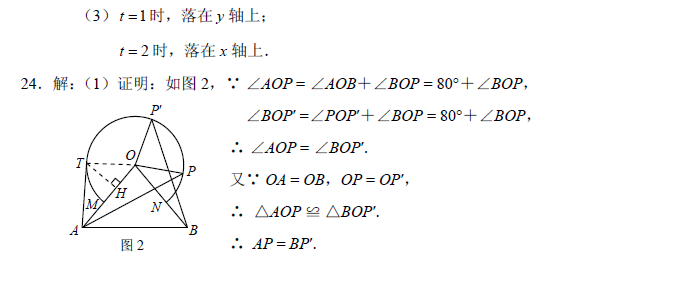 （3）t =1时，落在 y 轴上；
t = 2 时，落在 x 轴上．
24．解：（1）证明：如图 2，∵ ∠AOP = ∠AOB＋∠BOP = 80°＋∠BOP，
∠BOP′ =∠POP′＋∠BOP = 80°＋∠BOP，
∴ ∠AOP = ∠BOP′.
又∵ OA = OB，OP = OP′，
∴ △AOP ≌ △BOP′.
∴ AP = BP′.
P′
O
T
P
H
M
N
A
B
图 2